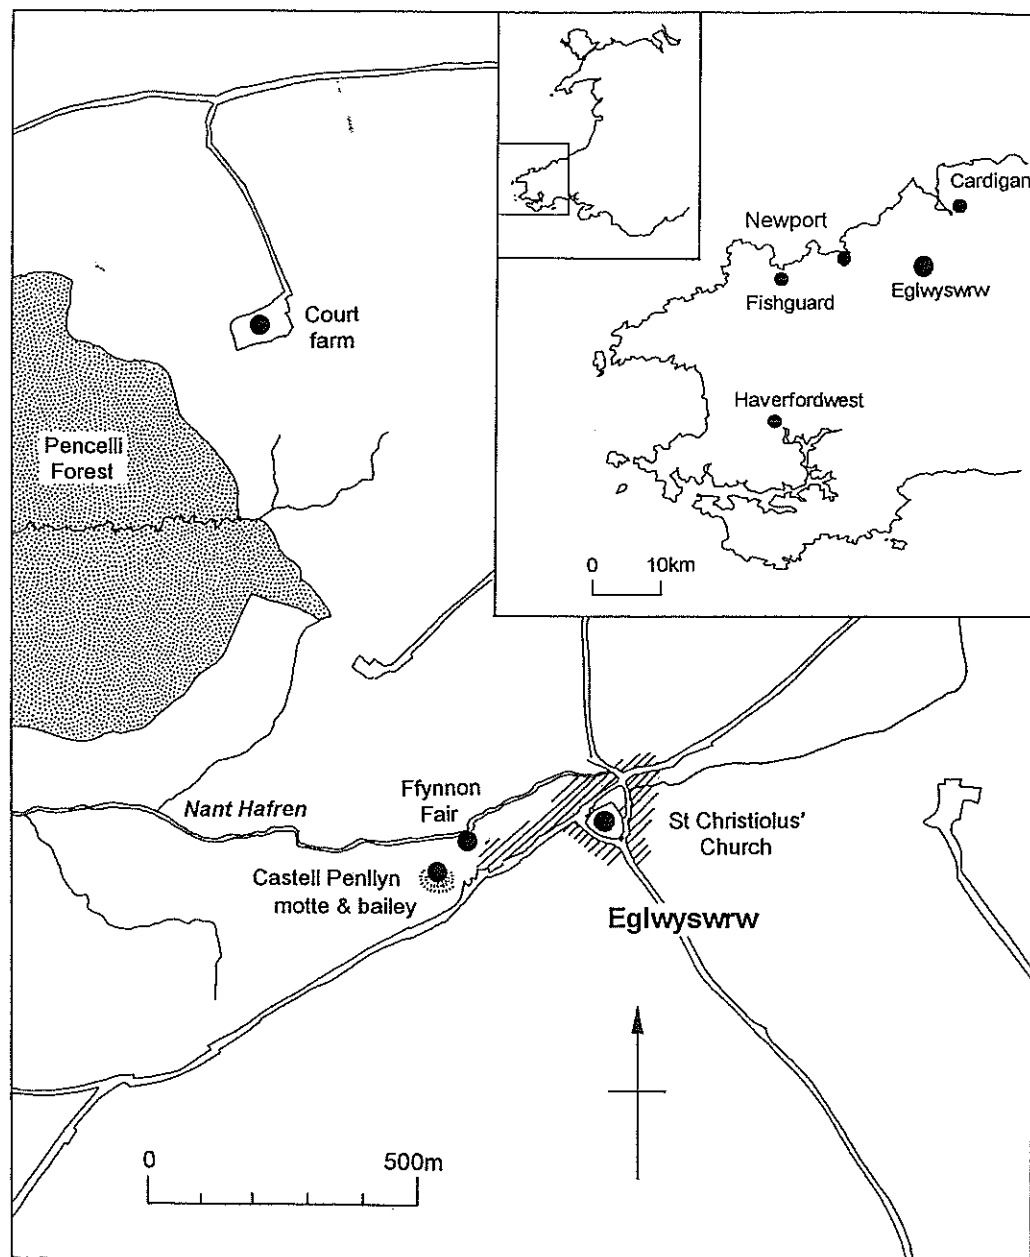 Cardigan
Newport
Fishguard
Eglwyswrw
Haverfordwest
0 10km
Court
farm
Pencelli
Forest
Nant Hafren
Ffynnon
Fair
St Christiolus'
Church
Castell Penllyn
motte & bailey
Eglwyswrw
0 500m